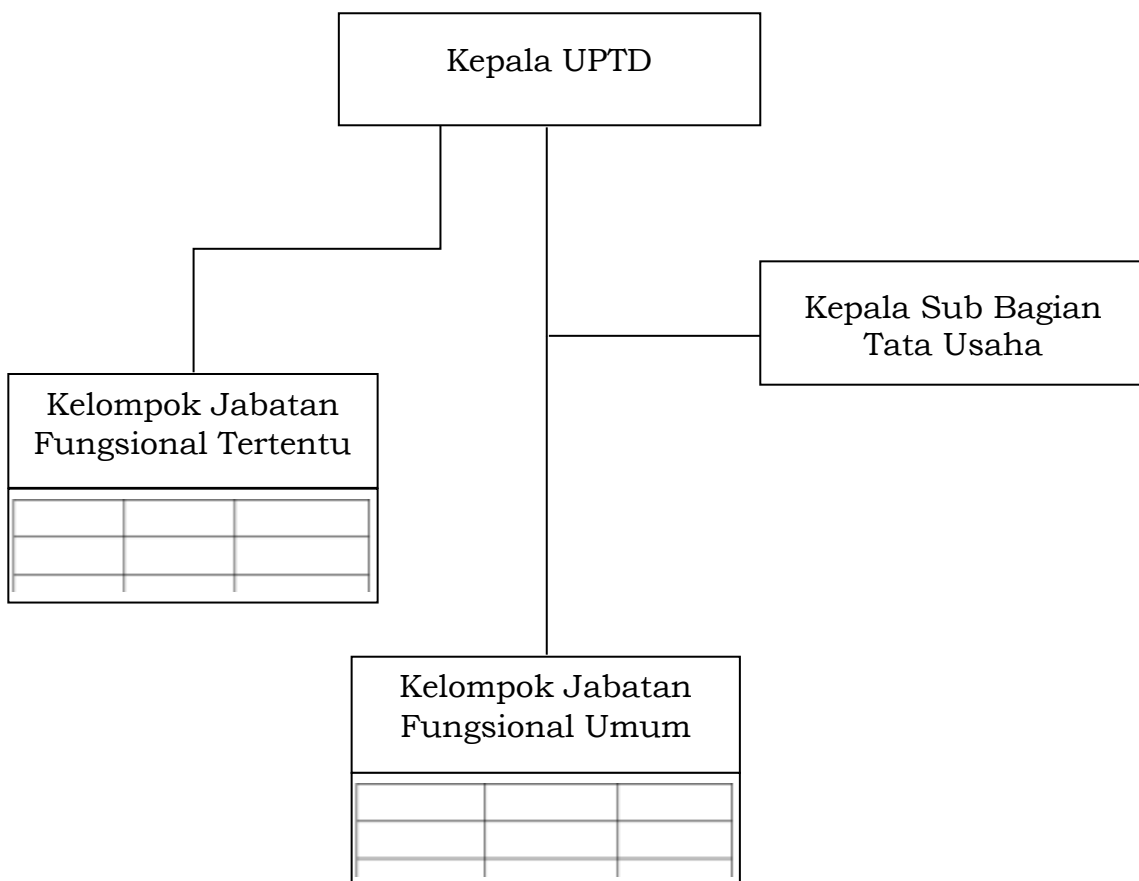 Kepala UPTD
Kepala Sub Bagian
Tata Usaha
Kelompok Jabatan
Fungsional Tertentu
Kelompok Jabatan
Fungsional Umum